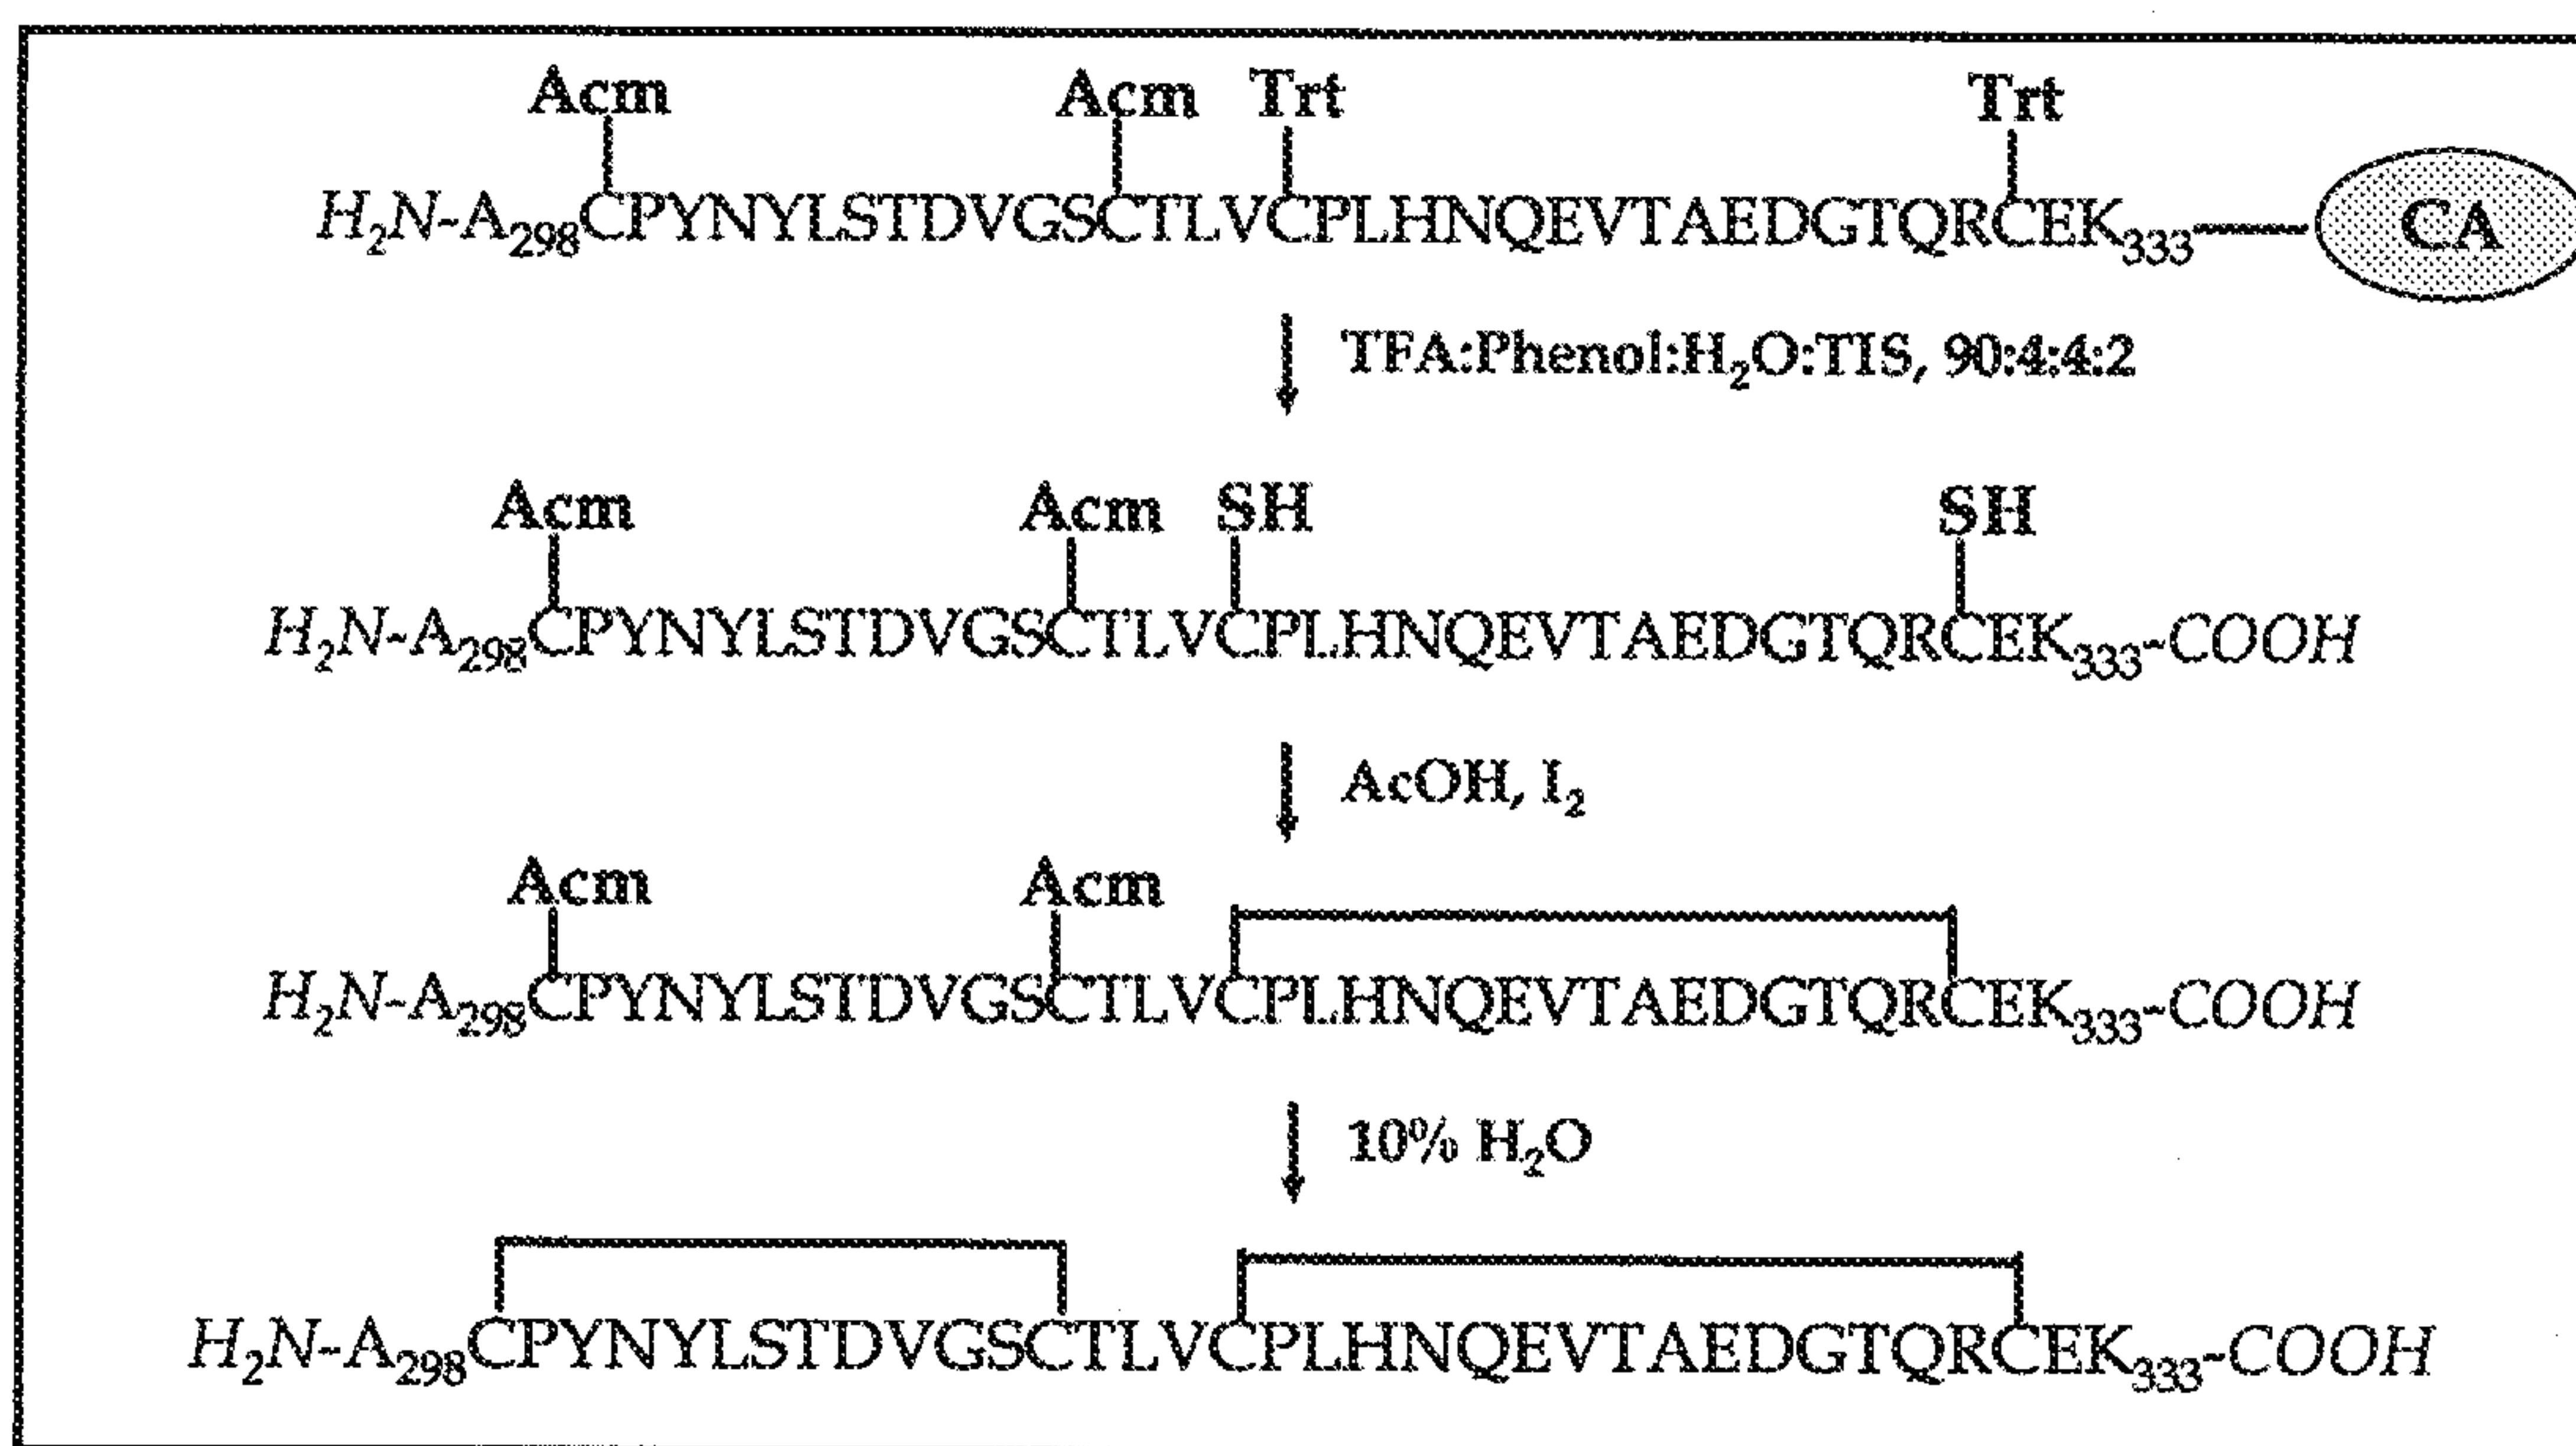 Acm Acm Trt Trt
H₂N-A₂₉₈CPYNYLSTDVGSCTLVCPLHNQEVTAEDGTQRCEK₃₃₃ CA
TFA:Phenol:H₂O:TIS, 90:4:4:2
Acm Acm SH SH
H₂N-A₂₉₈CPYNYLSTDVGSCTLVCPLHNQEVTAEDGTQRCEK₃₃₃-COOH
AcOH, I₂
Acm Acm
H₂N-A₂₉₈CPYNYLSTDVGSCTLVCPLHNQEVTAEDGTQRCEK₃₃₃-COOH
10% H₂O
H₂N-A₂₉₈CPYNYLSTDVGSCTLVCPLHNQEVTAEDGTQRCEK₃₃₃-COOH